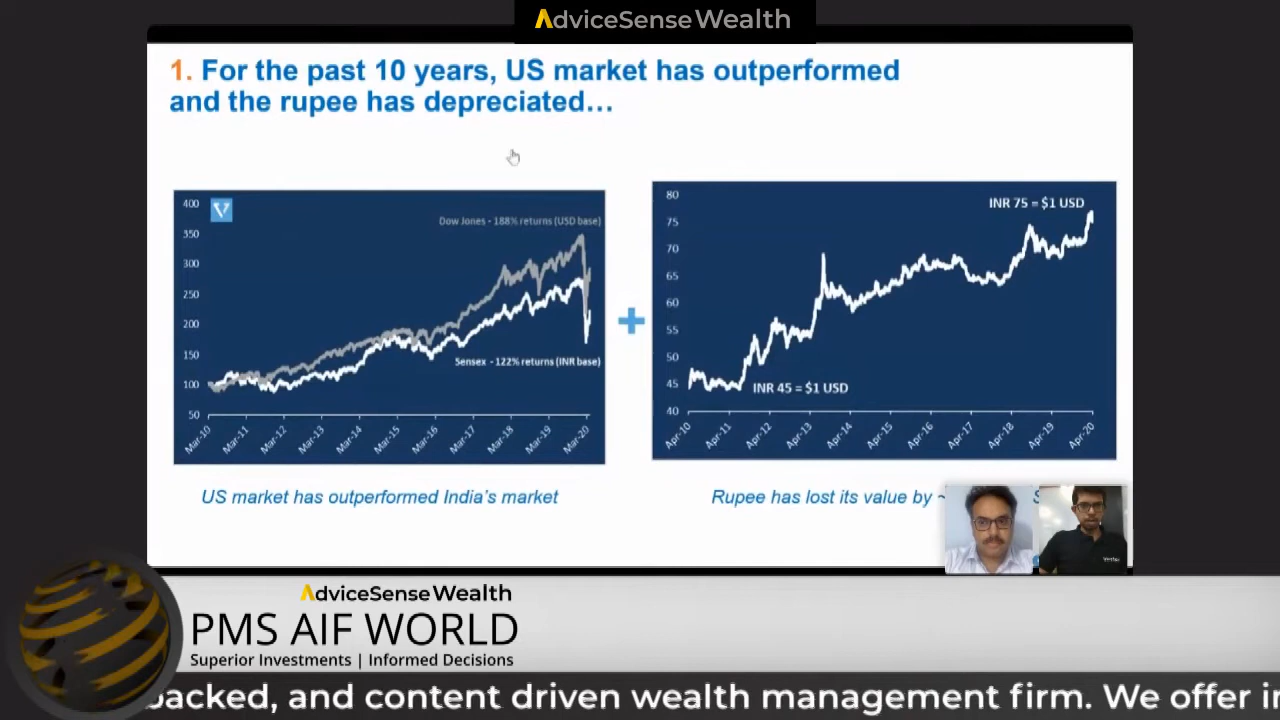 AdviceSense Wealth
1. For the past 10 years, US market has outperformed
and the rupee has depreciated...
400
350
300
250
200
150
100
50
Dow Jones - 188% returns (USD base)
Sensex - 122% returns (INR base)
Mar-10
Mar-11
Mar-12
Mar-13
Mar-14
Mar-15
Mar-16
Mar-17
Mar-18
Mar-19
Mar-20
+
80
75
70
65
60
55
50
45
40
INR 75 = $1 USD
INR 45 = $1 USD
Apr-10
Apr-11
Apr-12
Apr-13
Apr-14
Apr-15
Apr-16
Apr-17
Apr-18
Apr-19
Apr-20
US market has outperformed India's market
Rupee has lost its value by ~
AdviceSense Wealth
PMS AIF WORLD
Superior Investments | Informed Decisions
backed, and content driven wealth management firm. We offer in